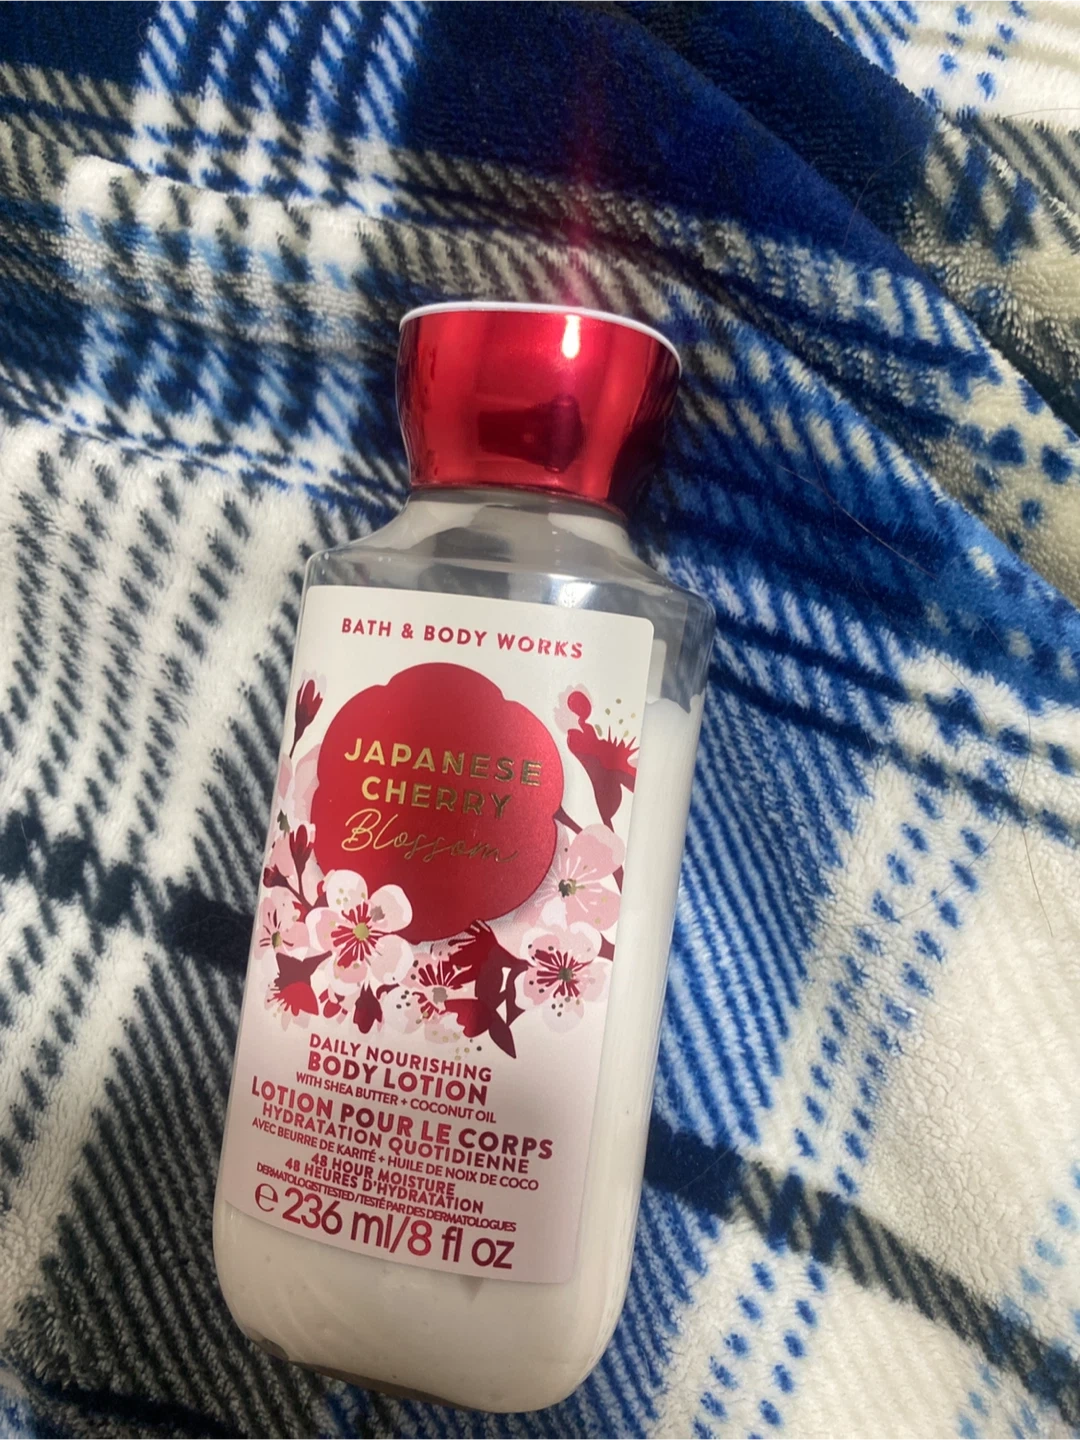 BATH & BODY WORKS
JAPANESE
CHERRY
Blossom
DAILY NOURISHING
BODY LOTION
WITH SHEA BUTTER + COCONUT OIL
LOTION POUR LE CORPS
HYDRATATION QUOTIDIENNE
AVEC BEURRE DE KARITÉ + HUILE DE NOIX DE COCO
48 HOUR MOISTURE
48 HEURES D'HYDRATATION
DERMATOLOGIST TESTED / TESTÉ PAR DES DERMATOLOGUES
℮ 236 ml/8 fl oz